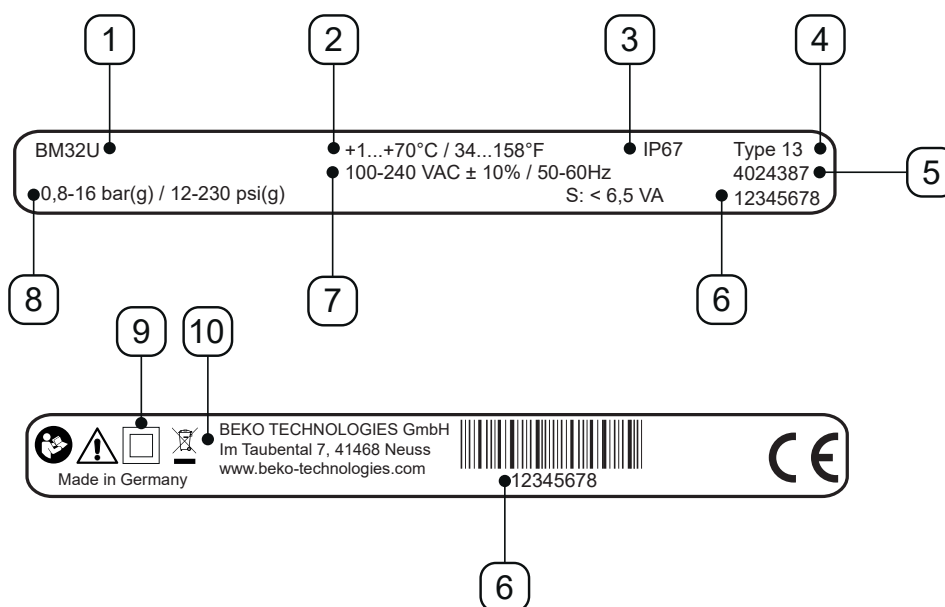 1 2 3 4
BM32U +1...+70°C / 34...158°F IP67 Type 13
100-240 VAC ± 10% / 50-60Hz 4024387 5
0,8-16 bar(g) / 12-230 psi(g) S: < 6,5 VA 12345678
8 7 6
9 10
BEKO TECHNOLOGIES GmbH
Im Taubental 7, 41468 Neuss
www.beko-technologies.com
Made in Germany
12345678
CE
6